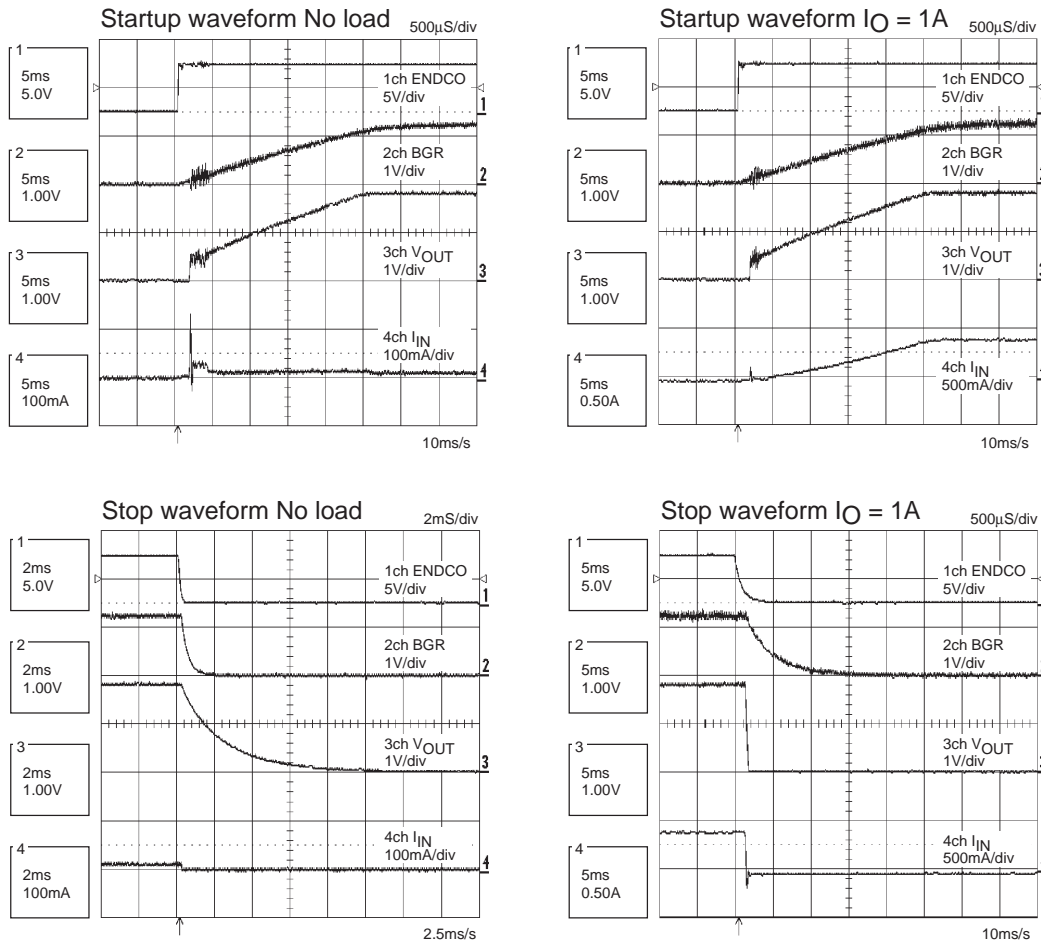 Startup waveform No load
500µS/div
1
5ms
5.0V
2
5ms
1.00V
3
5ms
1.00V
4
5ms
100mA
1ch ENDCO
5V/div
1
2ch BGR
1V/div
2
3ch VOUT
1V/div
3
4ch IIN
100mA/div
4
10ms/s
Startup waveform IO = 1A
500µS/div
1
5ms
5.0V
2
5ms
1.00V
3
5ms
1.00V
4
5ms
0.50A
1ch ENDCO
5V/div
2ch BGR
1V/div
3ch VOUT
1V/div
4ch IIN
500mA/div
10ms/s
Stop waveform No load
2mS/div
1
2ms
5.0V
2
2ms
1.00V
3
2ms
1.00V
4
2ms
100mA
1ch ENDCO
5V/div
1
2ch BGR
1V/div
2
3ch VOUT
1V/div
3
4ch IIN
100mA/div
4
2.5ms/s
Stop waveform IO = 1A
500µS/div
1
5ms
5.0V
2
5ms
1.00V
3
5ms
1.00V
4
5ms
0.50A
1ch ENDCO
5V/div
2ch BGR
1V/div
3ch VOUT
1V/div
4ch IIN
500mA/div
10ms/s